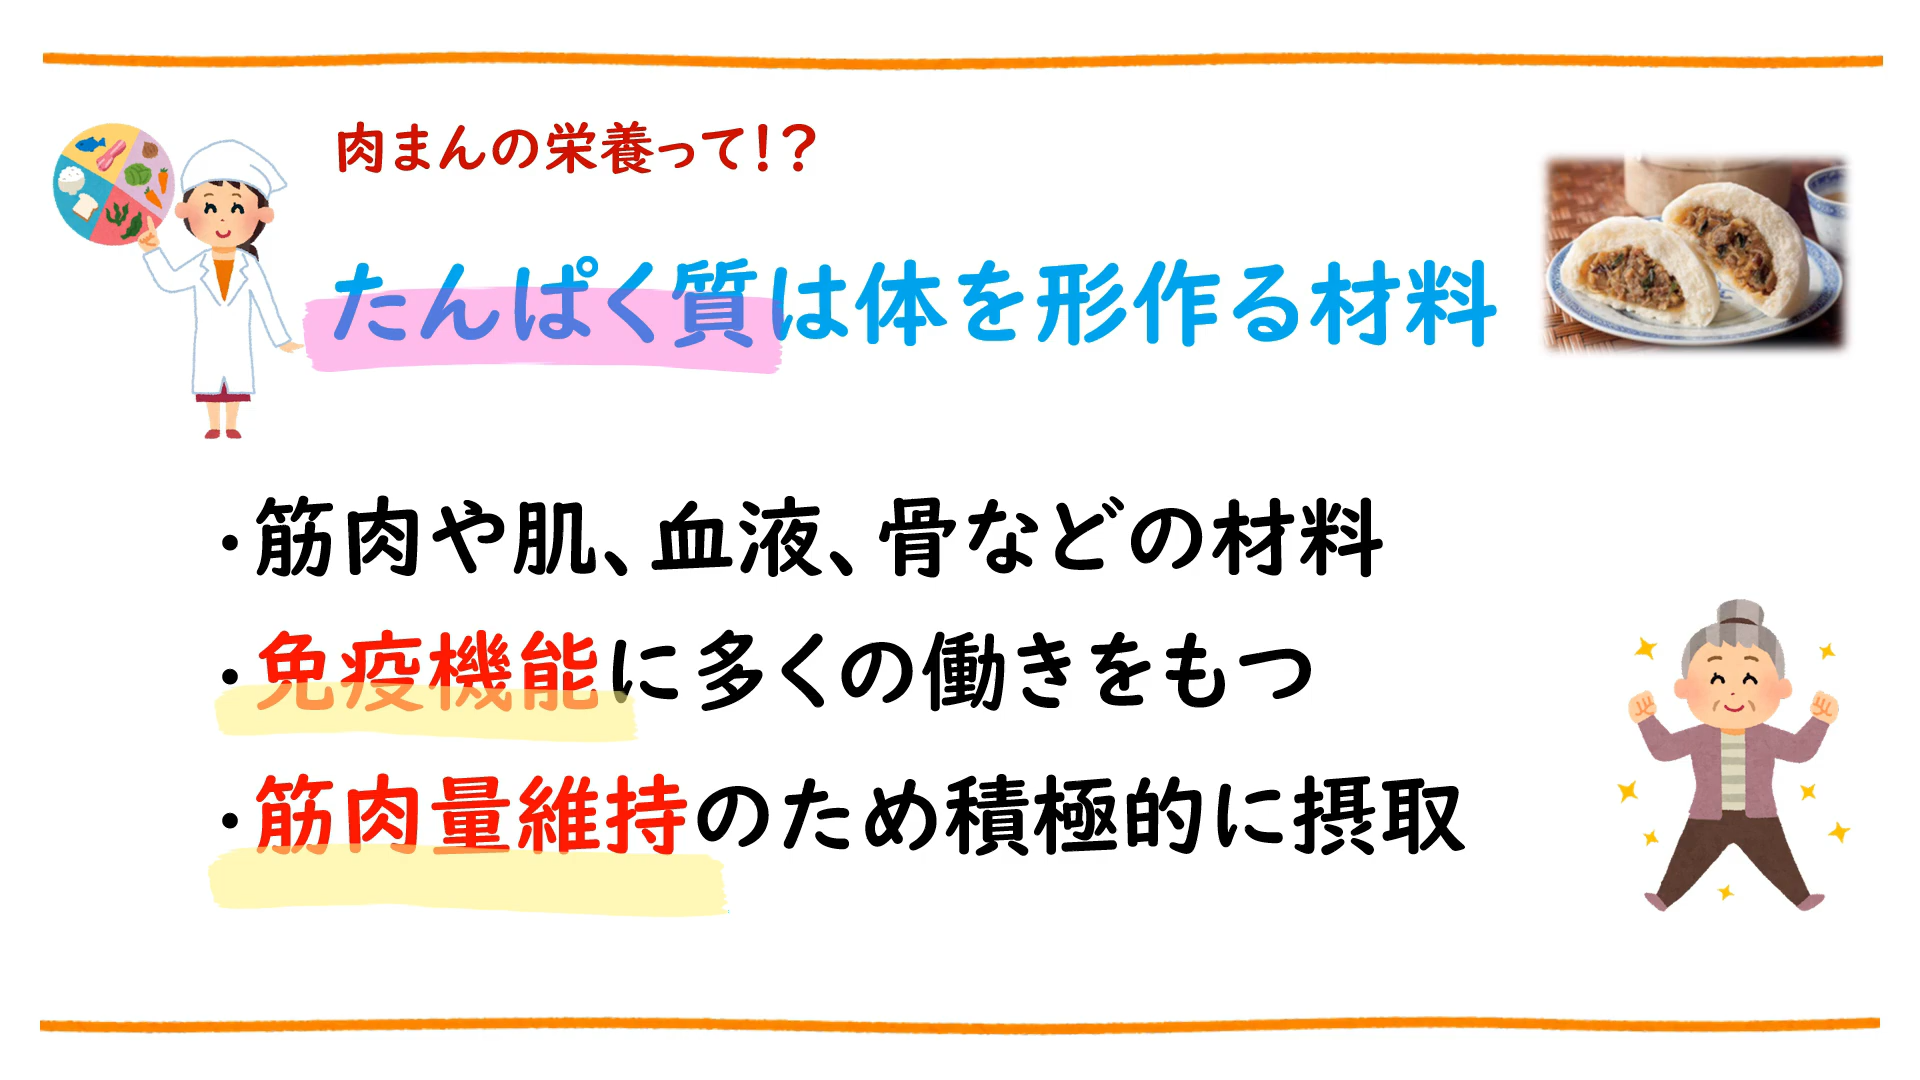 肉まんの栄養って!?
たんぱく質は体を形作る材料
・筋肉や肌、血液、骨などの材料
・免疫機能に多くの働きをもつ
・筋肉量維持のため積極的に摂取